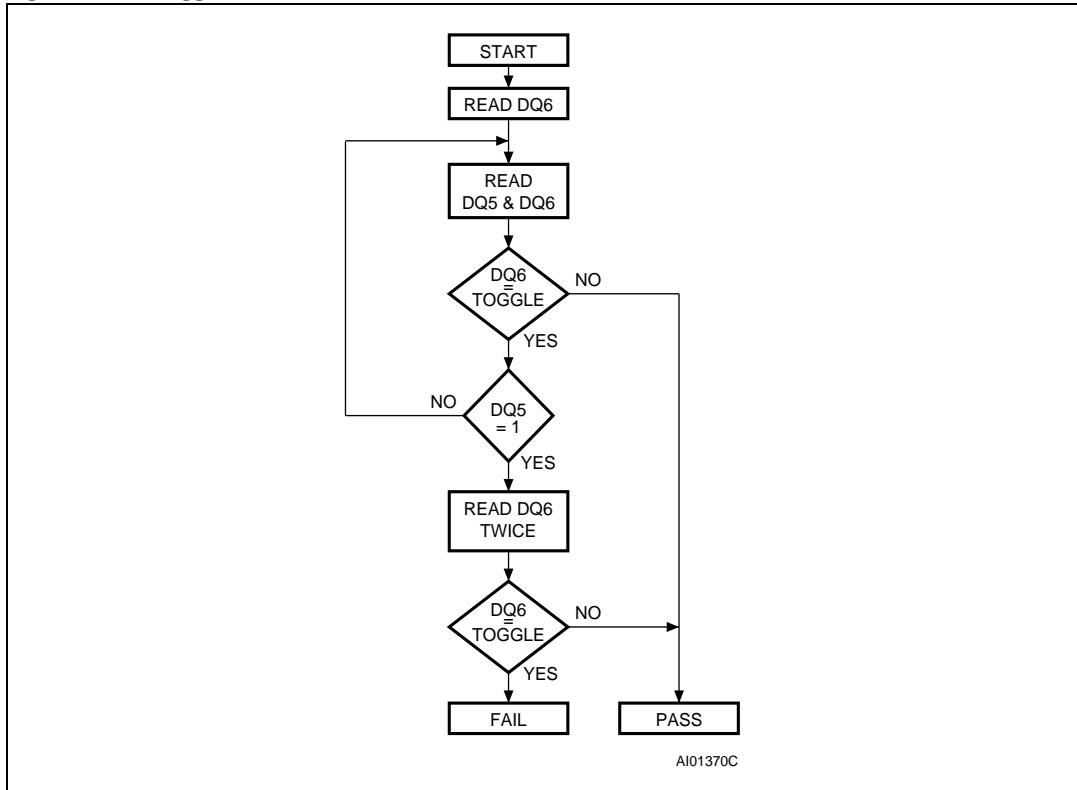 START
READ DQ6
READ
DQ5 & DQ6
DQ6
=
TOGGLE
NO
YES
NO
DQ5
= 1
YES
READ DQ6
TWICE
DQ6
=
TOGGLE
NO
YES
FAIL
PASS
AI01370C